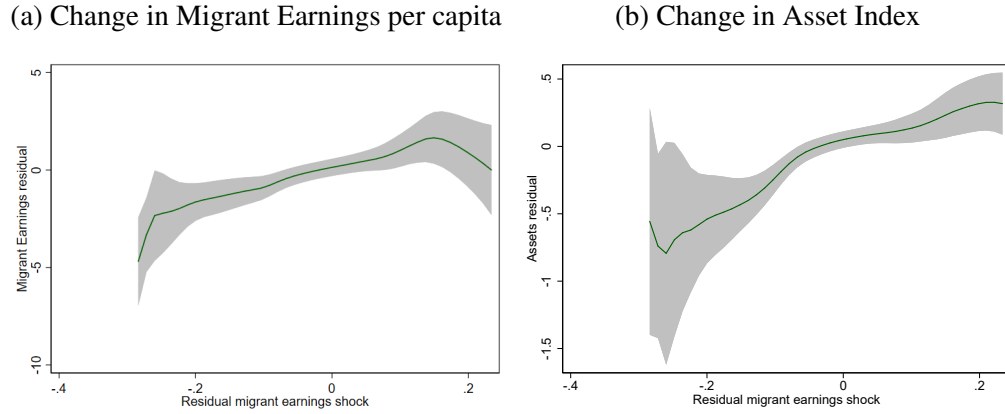 (a) Change in Migrant Earnings per capita
Migrant Earnings residual
5
0
-5
-10
-.4
-.2
0
.2
Residual migrant earnings shock
(b) Change in Asset Index
Assets residual
.5
0
-.5
-1
-1.5
-.4
-.2
0
.2
Residual migrant earnings shock